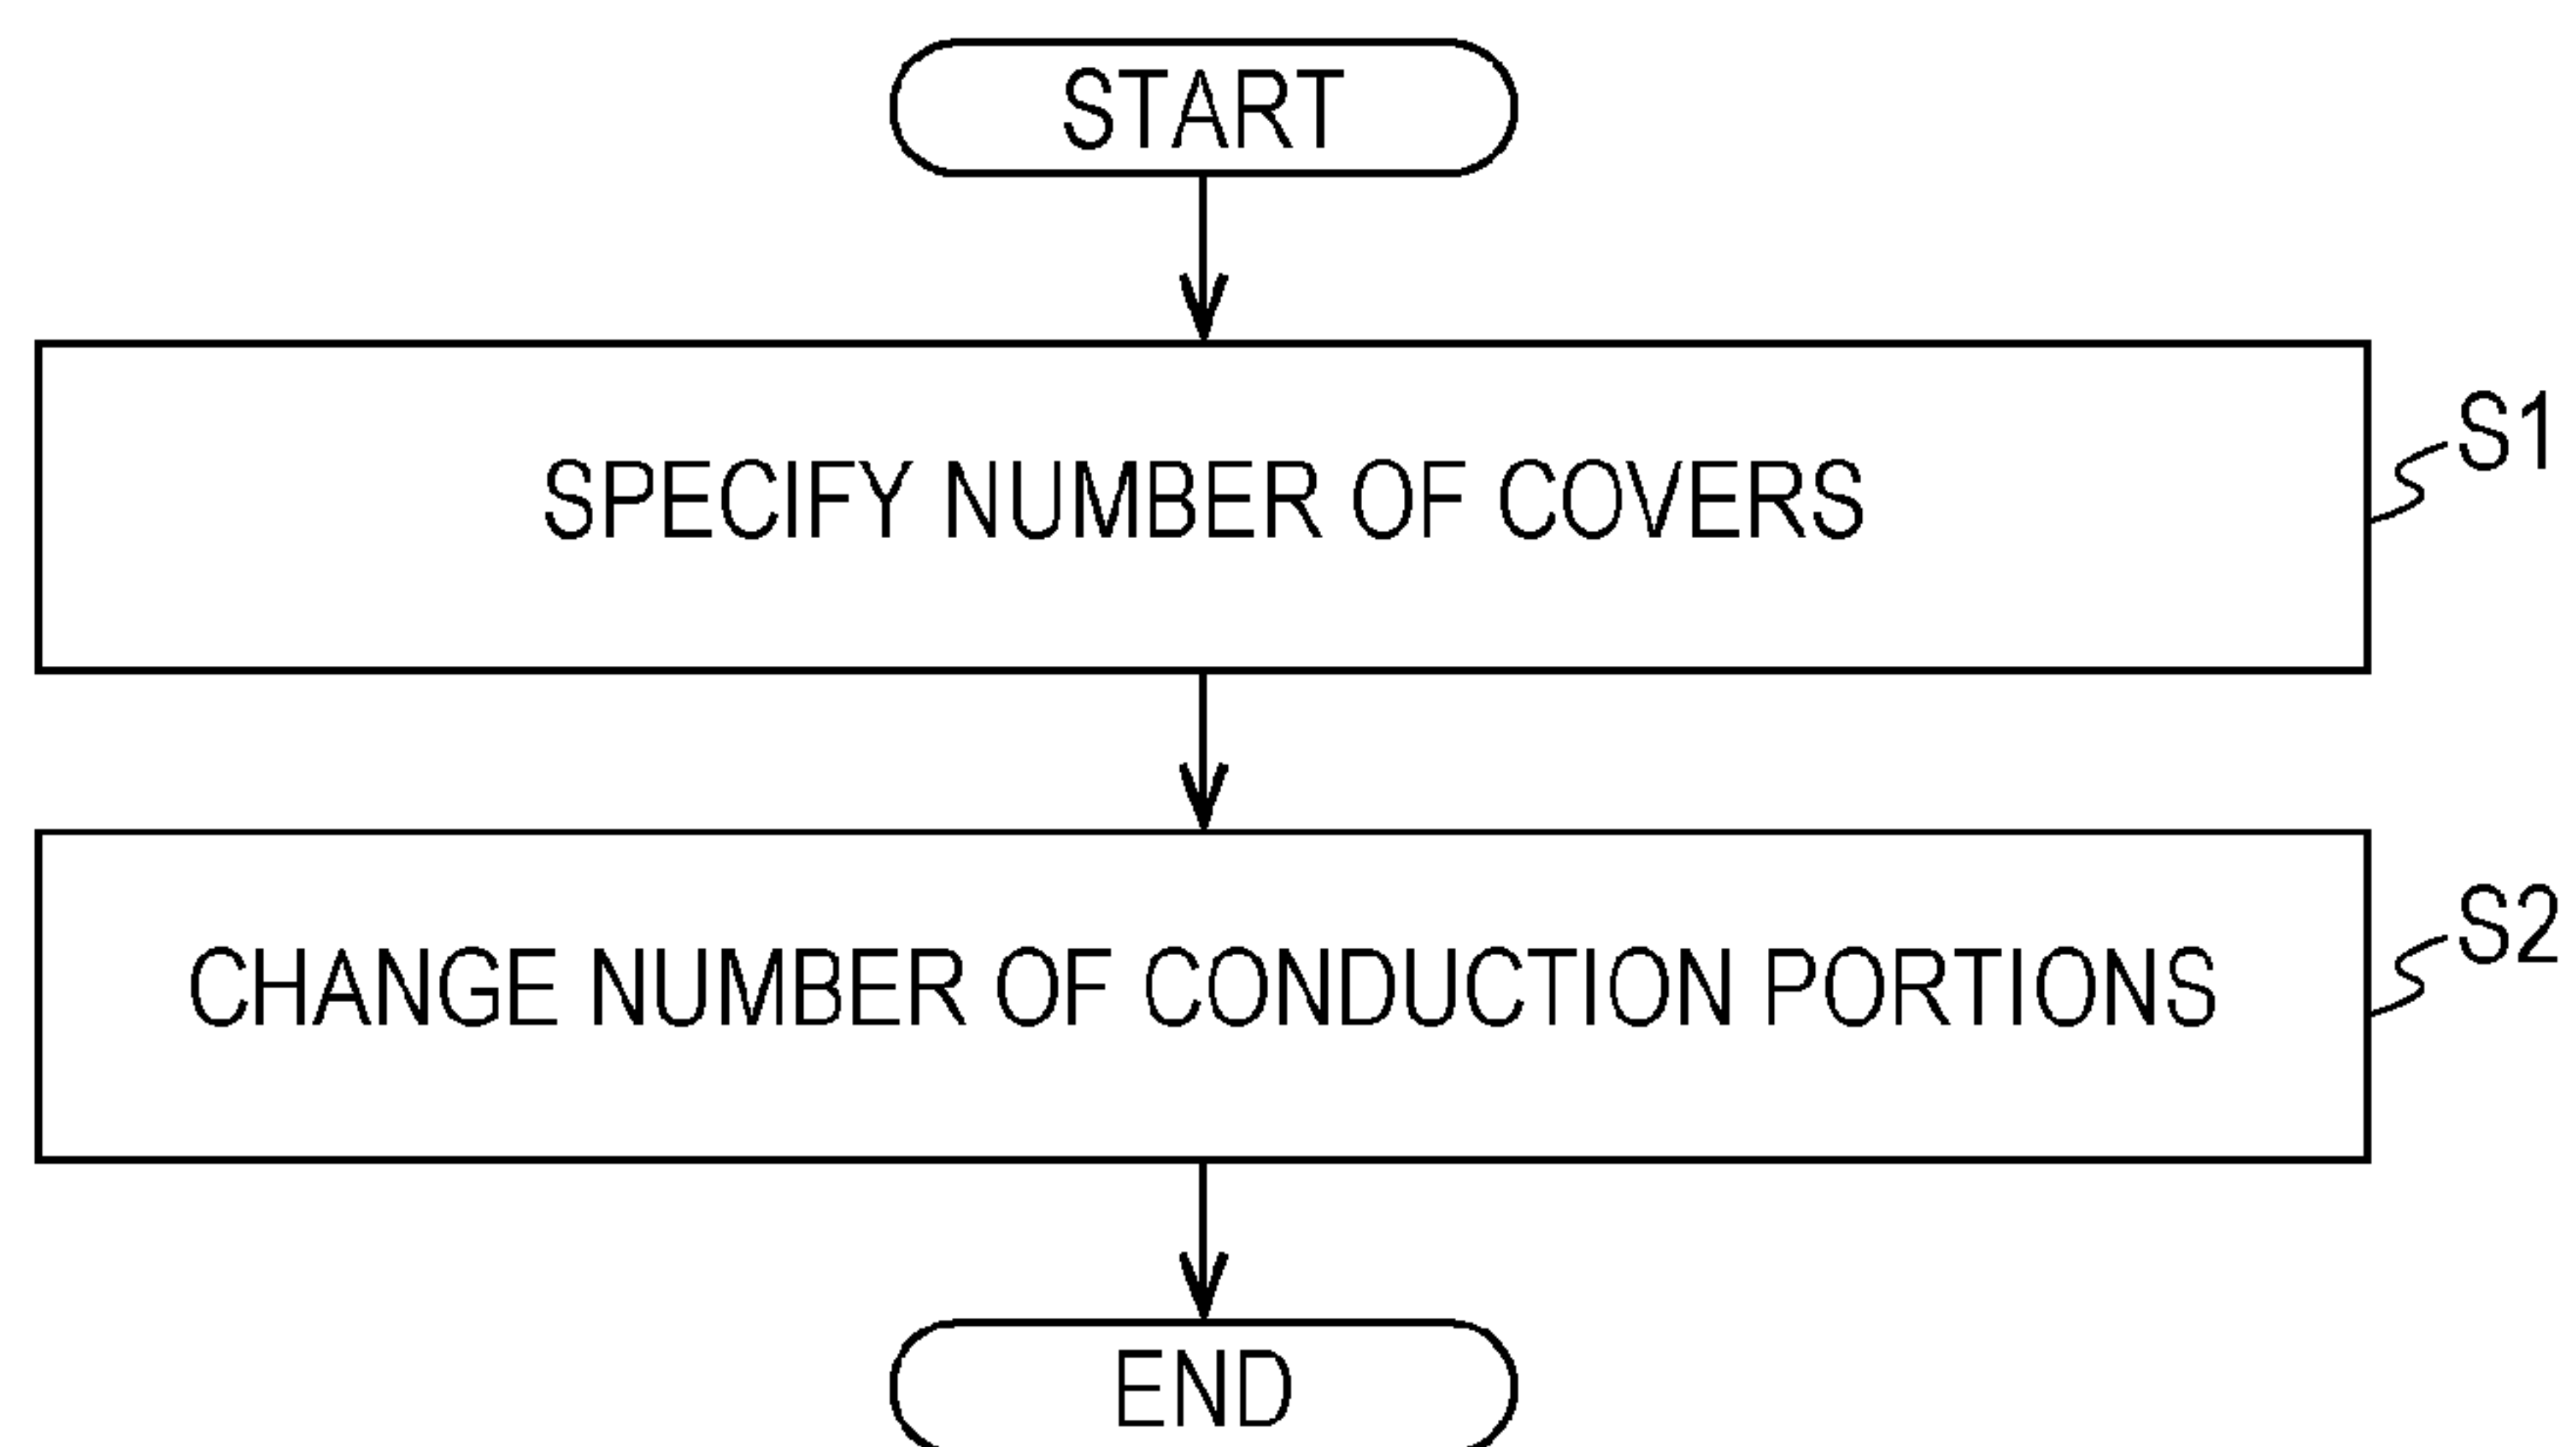 START
SPECIFY NUMBER OF COVERS
S1
CHANGE NUMBER OF CONDUCTION PORTIONS
S2
END